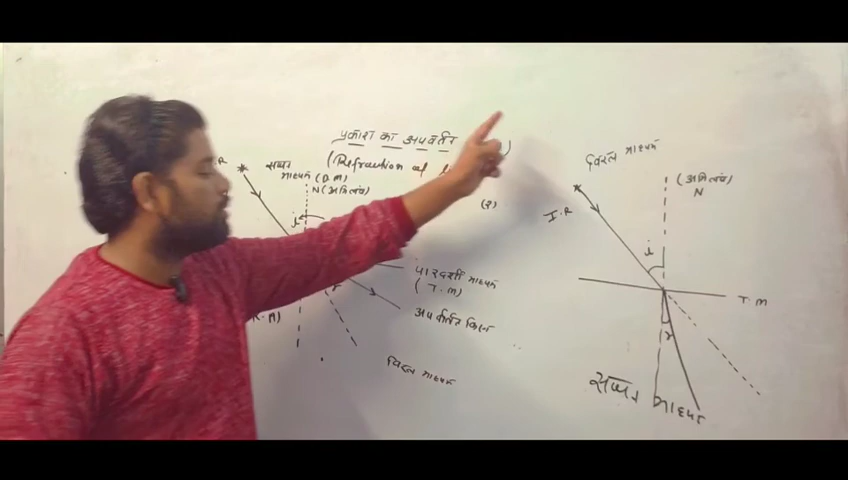 प्रकाश का अपवर्तन
(Refraction of
R
सघन
माध्यम (D.M)
N (अभिलंब)
i
पारदर्शी माध्यम
(T.M)
अपवर्तित किरण
r
विरल माध्यम
(२)
विरल माध्यम
(अभिलंब)
N
I.R
i
T.M
r
सघन माध्यम